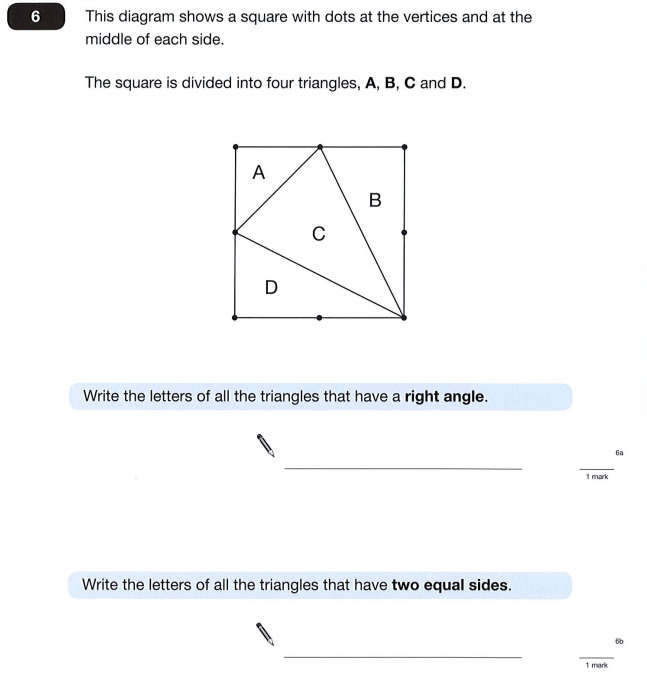 6
This diagram shows a square with dots at the vertices and at the
middle of each side.
The square is divided into four triangles, A, B, C and D.
A
B
C
D
Write the letters of all the triangles that have a right angle.
6a
1 mark
Write the letters of all the triangles that have two equal sides.
6b
1 mark